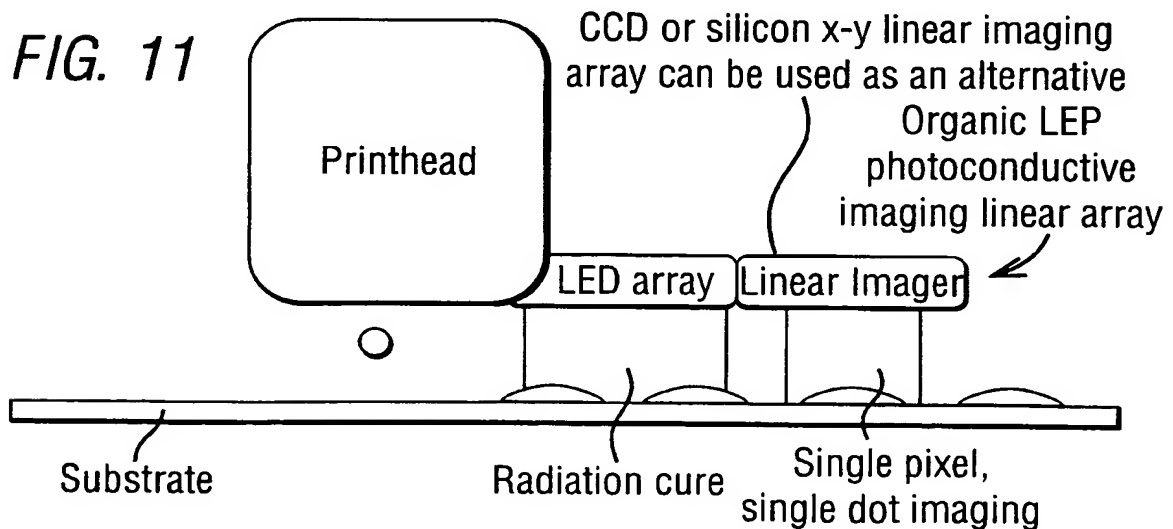 FIG. 11
CCD or silicon x-y linear imaging
array can be used as an alternative
Organic LEP
photoconductive
imaging linear array
Printhead
LED array
Linear Imager
Substrate
Radiation cure
Single pixel,
single dot imaging